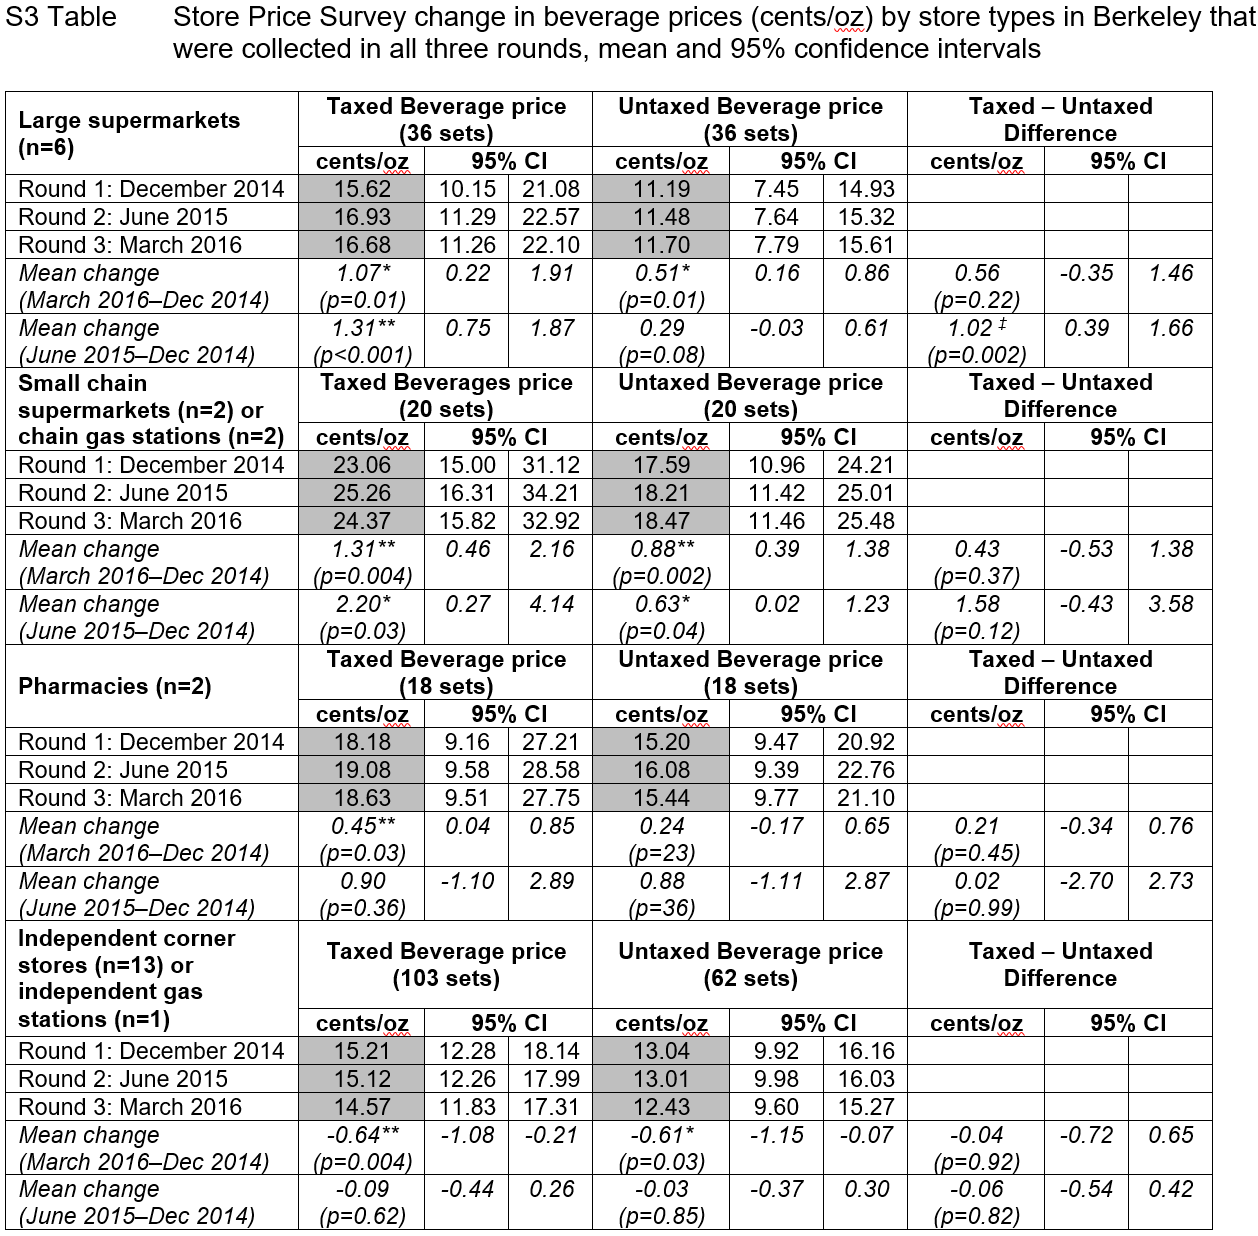 S3 Table Store Price Survey change in beverage prices (cents/oz) by store types in Berkeley that
were collected in all three rounds, mean and 95% confidence intervals
Large supermarkets
(n=6)
Taxed Beverage price
(36 sets)
Untaxed Beverage price
(36 sets)
Taxed – Untaxed
Difference
cents/oz 95% CI cents/oz 95% CI cents/oz 95% CI
Round 1: December 2014 15.62 10.15 21.08 11.19 7.45 14.93
Round 2: June 2015 16.93 11.29 22.57 11.48 7.64 15.32
Round 3: March 2016 16.68 11.26 22.10 11.70 7.79 15.61
Mean change 1.07* 0.22 1.91 0.51* 0.16 0.86 0.56 -0.35 1.46
(March 2016–Dec 2014) (p=0.01) (p=0.01) (p=0.22)
Mean change 1.31** 0.75 1.87 0.29 -0.03 0.61 1.02 ‡ 0.39 1.66
(June 2015–Dec 2014) (p<0.001) (p=0.08) (p=0.002)
Small chain
supermarkets (n=2) or
chain gas stations (n=2)
Taxed Beverages price
(20 sets)
Untaxed Beverage price
(20 sets)
Taxed – Untaxed
Difference
cents/oz 95% CI cents/oz 95% CI cents/oz 95% CI
Round 1: December 2014 23.06 15.00 31.12 17.59 10.96 24.21
Round 2: June 2015 25.26 16.31 34.21 18.21 11.42 25.01
Round 3: March 2016 24.37 15.82 32.92 18.47 11.46 25.48
Mean change 1.31** 0.46 2.16 0.88** 0.39 1.38 0.43 -0.53 1.38
(March 2016–Dec 2014) (p=0.004) (p=0.002) (p=0.37)
Mean change 2.20* 0.27 4.14 0.63* 0.02 1.23 1.58 -0.43 3.58
(June 2015–Dec 2014) (p=0.03) (p=0.04) (p=0.12)
Pharmacies (n=2)
Taxed Beverage price
(18 sets)
Untaxed Beverage price
(18 sets)
Taxed – Untaxed
Difference
cents/oz 95% CI cents/oz 95% CI cents/oz 95% CI
Round 1: December 2014 18.18 9.16 27.21 15.20 9.47 20.92
Round 2: June 2015 19.08 9.58 28.58 16.08 9.39 22.76
Round 3: March 2016 18.63 9.51 27.75 15.44 9.77 21.10
Mean change 0.45** 0.04 0.85 0.24 -0.17 0.65 0.21 -0.34 0.76
(March 2016–Dec 2014) (p=0.03) (p=23) (p=0.45)
Mean change 0.90 -1.10 2.89 0.88 -1.11 2.87 0.02 -2.70 2.73
(June 2015–Dec 2014) (p=0.36) (p=36) (p=0.99)
Independent corner
stores (n=13) or
independent gas
stations (n=1)
Taxed Beverage price
(103 sets)
Untaxed Beverage price
(62 sets)
Taxed – Untaxed
Difference
cents/oz 95% CI cents/oz 95% CI cents/oz 95% CI
Round 1: December 2014 15.21 12.28 18.14 13.04 9.92 16.16
Round 2: June 2015 15.12 12.26 17.99 13.01 9.98 16.03
Round 3: March 2016 14.57 11.83 17.31 12.43 9.60 15.27
Mean change -0.64** -1.08 -0.21 -0.61* -1.15 -0.07 -0.04 -0.72 0.65
(March 2016–Dec 2014) (p=0.004) (p=0.03) (p=0.92)
Mean change -0.09 -0.44 0.26 -0.03 -0.37 0.30 -0.06 -0.54 0.42
(June 2015–Dec 2014) (p=0.62) (p=0.85) (p=0.82)